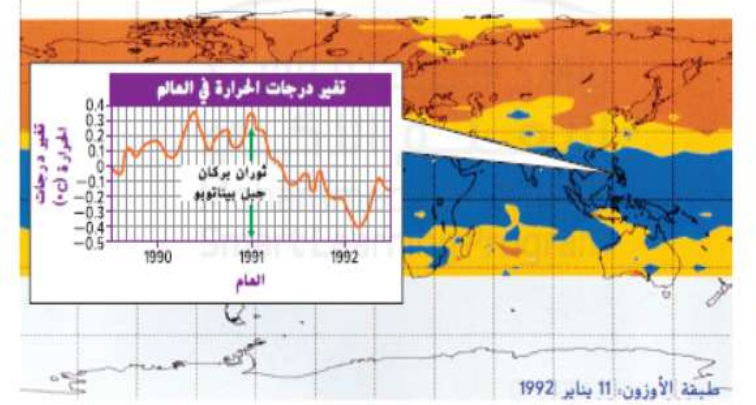 تغير درجات الحرارة في العالم
تغير درجات
الحرارة (°C)
0.4
0.3
0.2
0.1
0
−0.1
−0.2
−0.3
−0.4
−0.5
ثوران بركان
جبل بيناتوبو
1990
1991
1992
العام
طبقة الأوزون: 11 يناير 1992